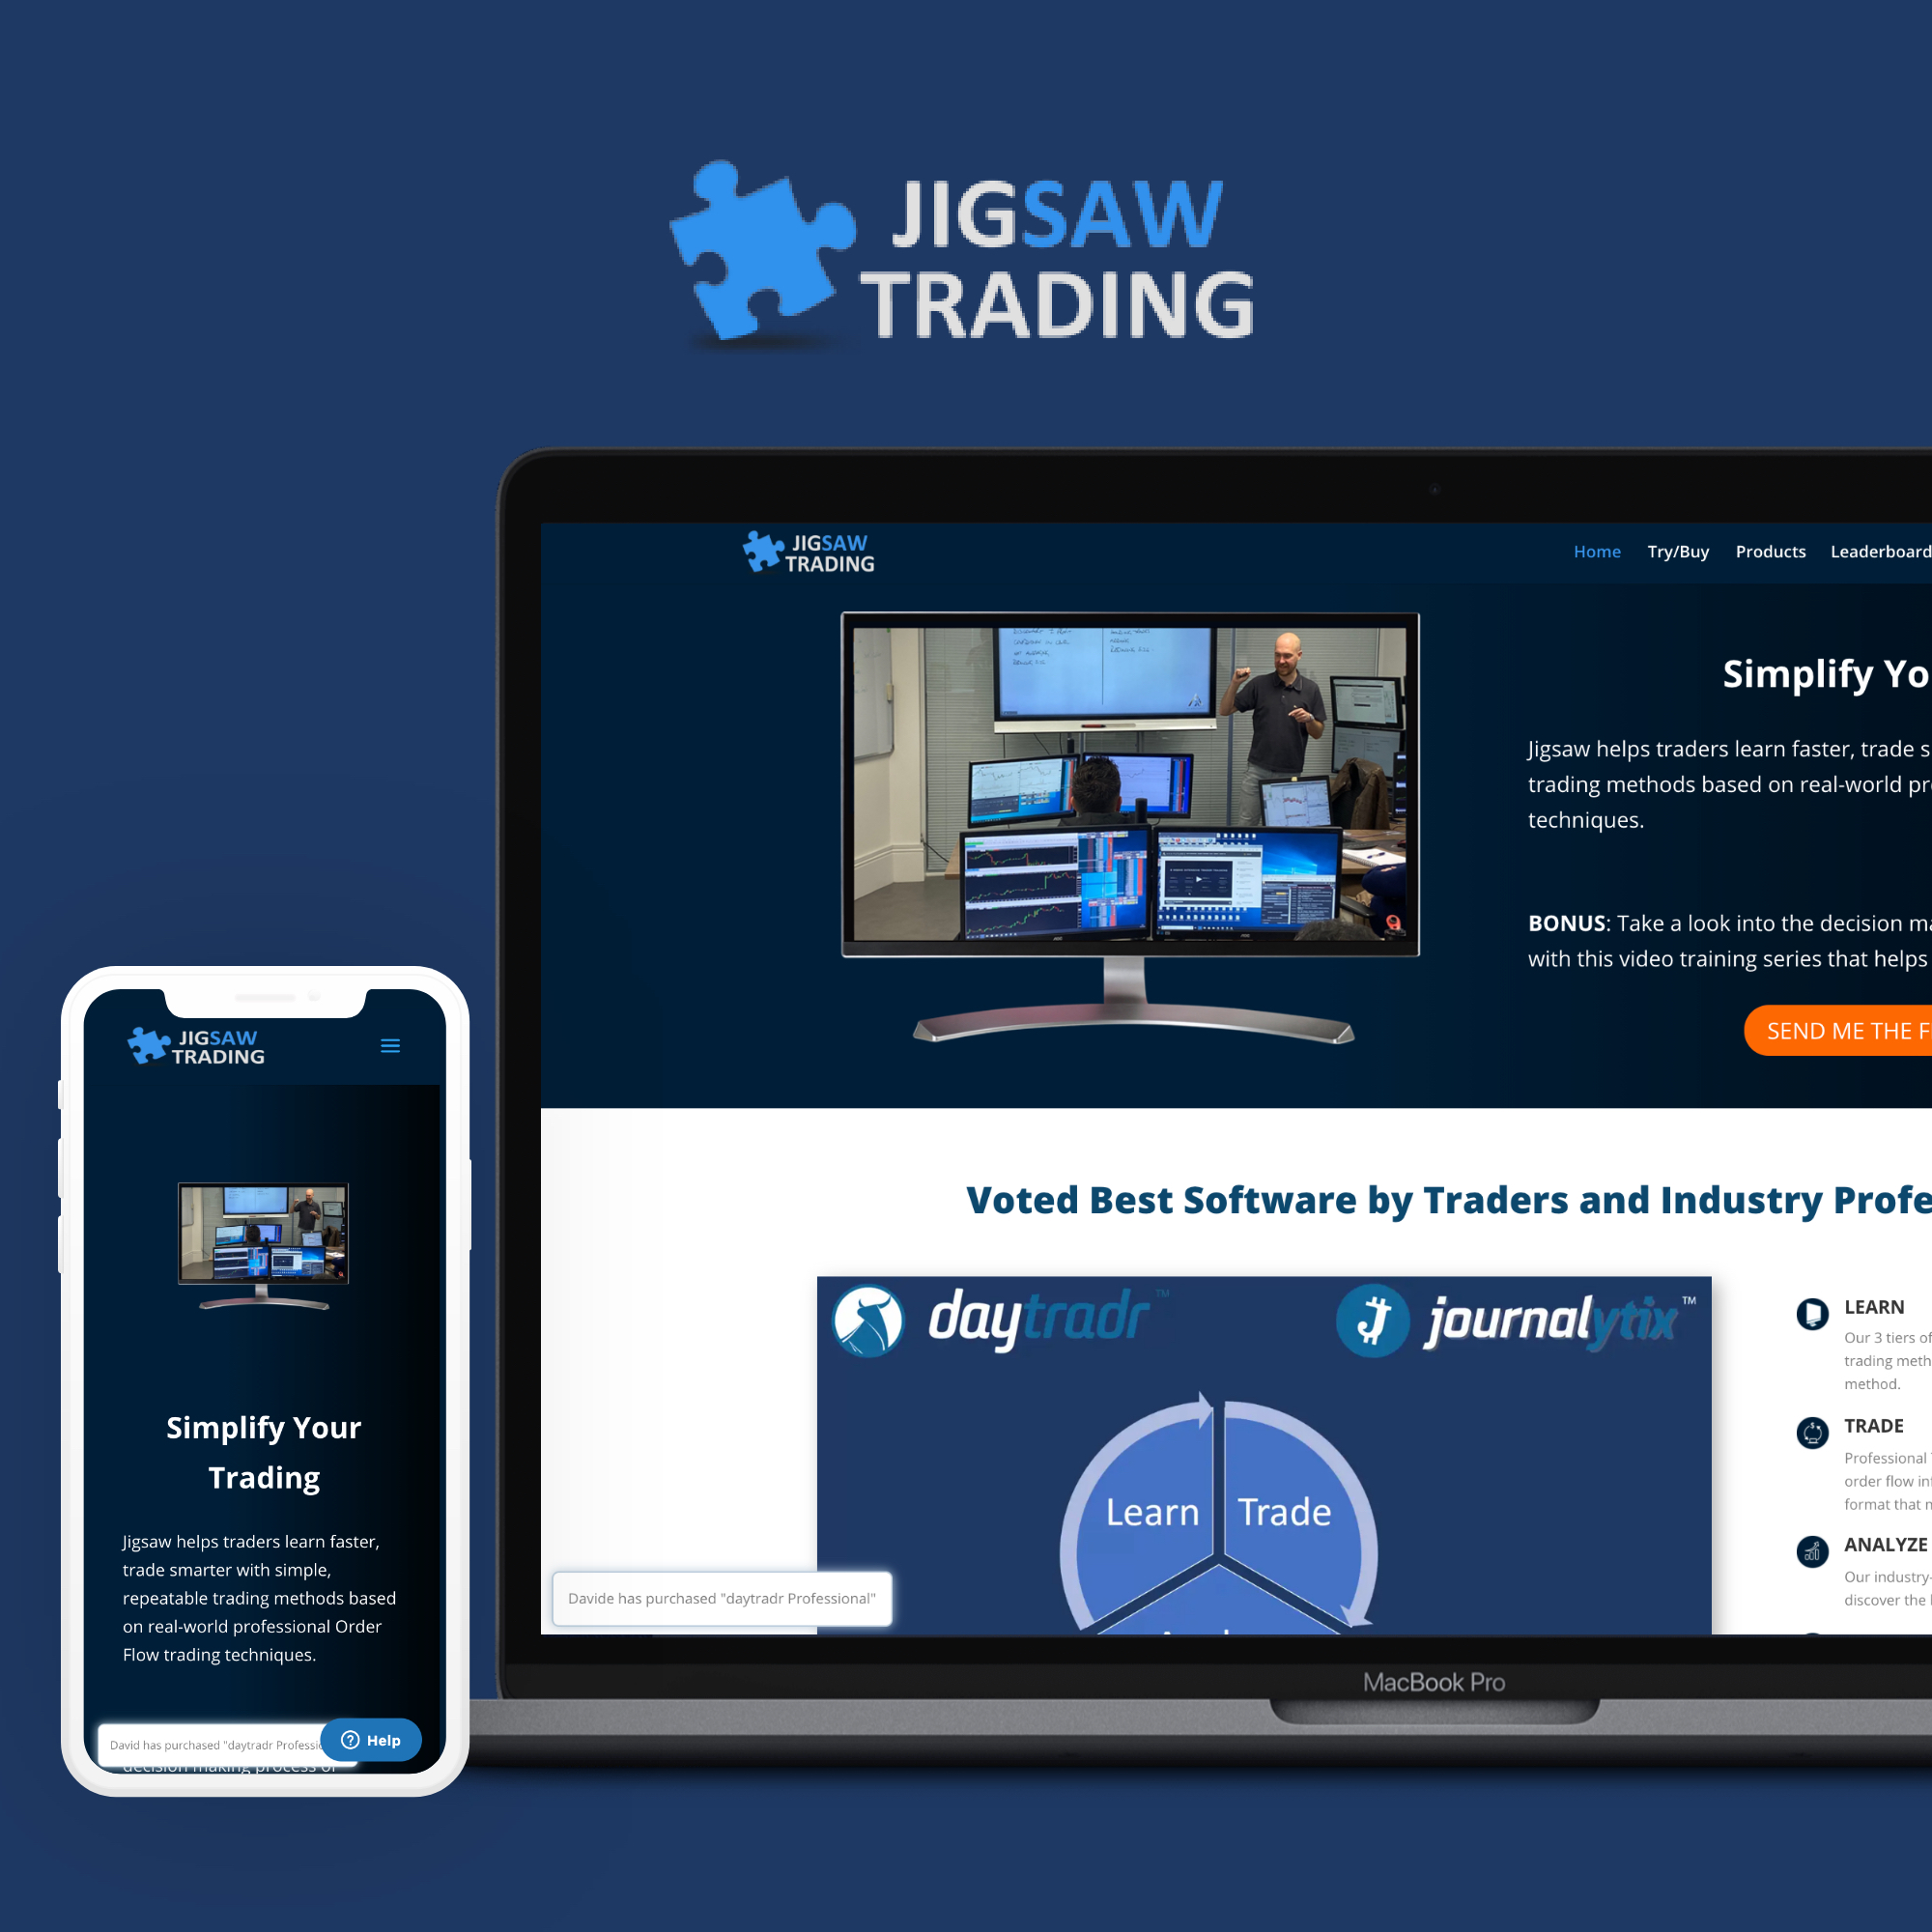 JIGSAW
TRADING
JIGSAW
TRADING
Home Try/Buy Products Leaderboard
Simplify Yo
Jigsaw helps traders learn faster, trade s
trading methods based on real-world pr
techniques.
BONUS: Take a look into the decision ma
with this video training series that helps
SEND ME THE F
Voted Best Software by Traders and Industry Profe
daytradr™
journalytix™
Learn
Trade
LEARN
Our 3 tiers of
trading meth
method.
TRADE
Professional
order flow in
format that n
ANALYZE
Our industry-
discover the
Davide has purchased "daytradr Professional"
MacBook Pro
JIGSAW
TRADING
Simplify Your
Trading
Jigsaw helps traders learn faster,
trade smarter with simple,
repeatable trading methods based
on real-world professional Order
Flow trading techniques.
David has purchased "daytradr Professio
Help
decision making process of